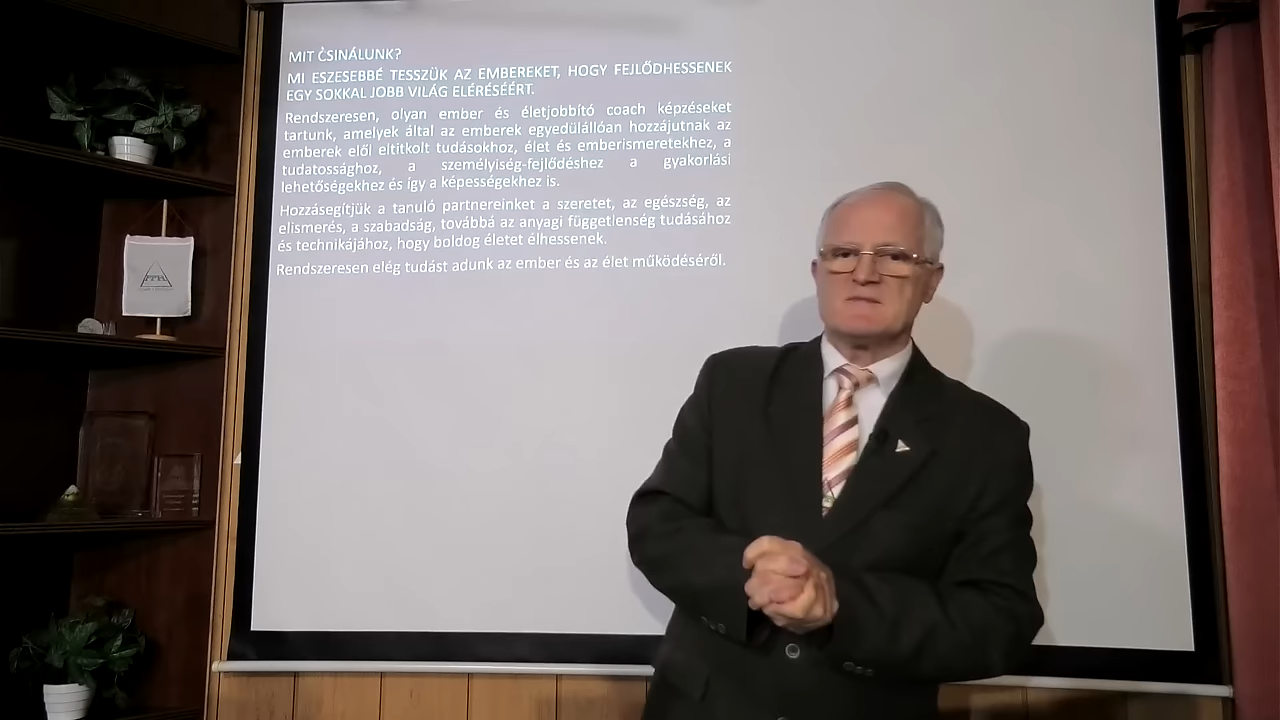 MIT CSINÁLUNK?
MI ESZESEBBÉ TESSZÜK AZ EMBEREKET, HOGY FEJLŐDHESSENEK
EGY SOKKAL JOBB VILÁG ELÉRÉSÉÉRT.
Rendszeresen, olyan ember és életjobbító coach képzéseket
tartunk, amelyek által az emberek egyedülállóan hozzájutnak az
emberek elől eltitkolt tudásokhoz, élet és emberismeretekhez, a
tudatossághoz, a személyiség-fejlődéshez a gyakorlási
lehetőségekhez és így a képességekhez is.
Hozzásegítjük a tanuló partnereinket a szeretet, az egészség, az
elismerés, a szabadság, továbbá az anyagi függetlenség tudásához
és technikájához, hogy boldog életet élhessenek.
Rendszeresen elég tudást adunk az ember és az élet működéséről.